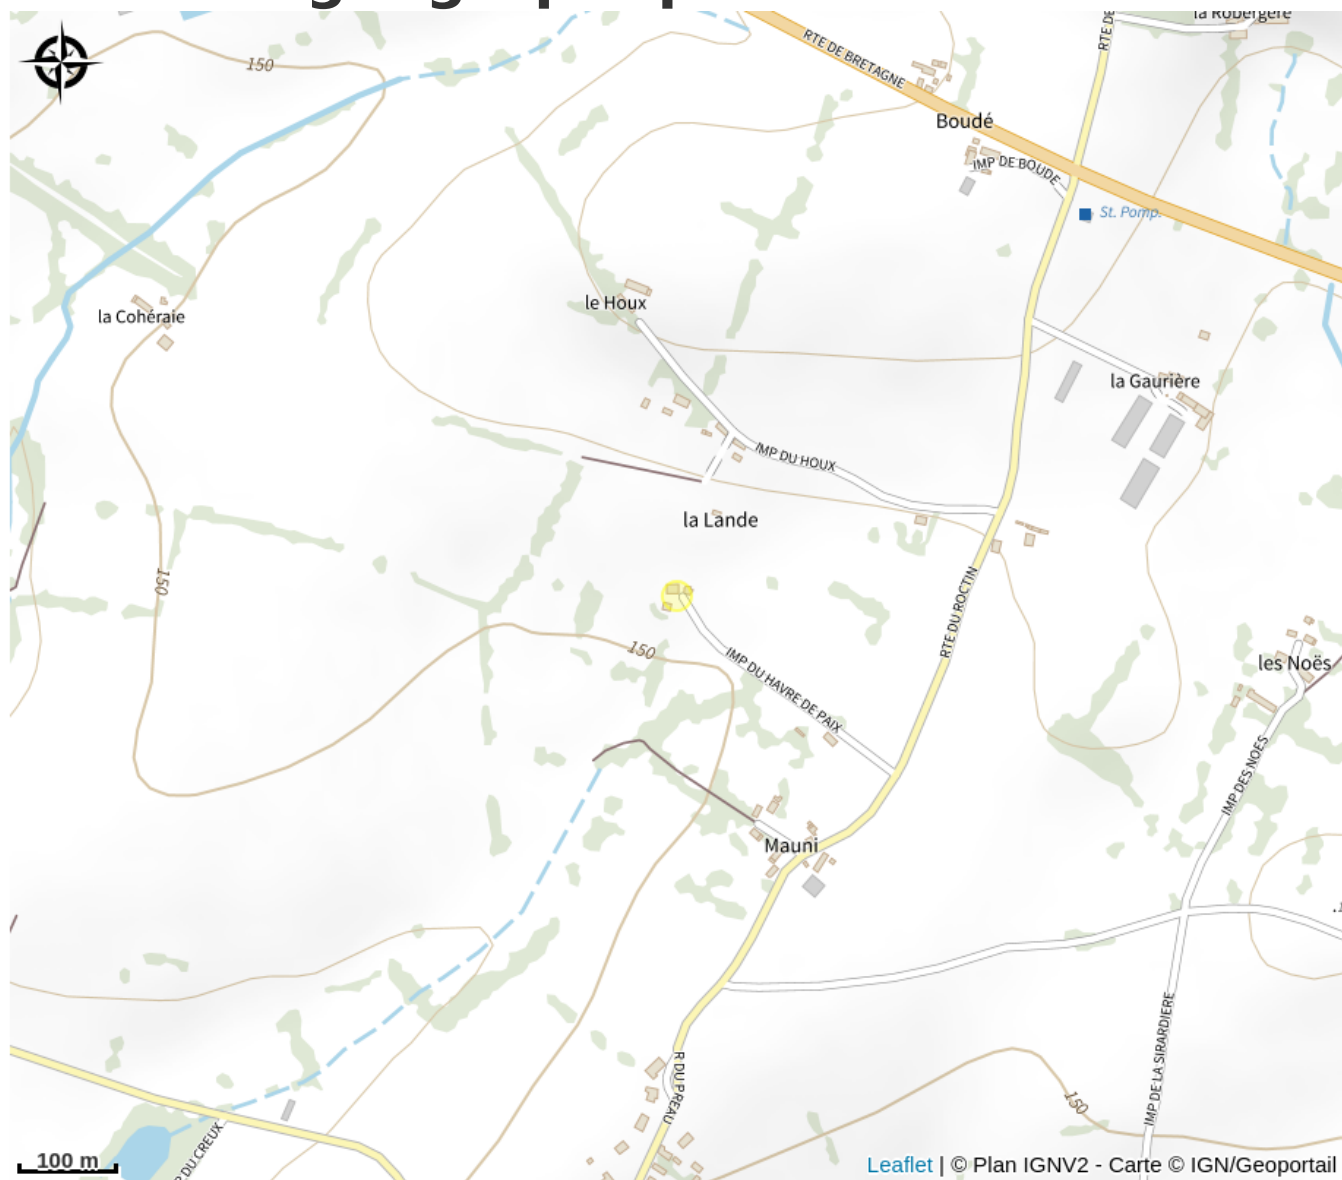 la Robergere
RTE DE
RTE DE BRETAGNE
150
Boudé
IMP DE BOUDE
St. Pomp.
le Houx
la Cohéraie
la Gaurière
IMP DU HOUX
la Lande
150
RTE DU ROCTIN
150
IMP DU HAVRE DE PAIX
les Noës
IMP DES NOES
Mauni
IMP DE LA SIRARDIERE
R DU PREAU
150
DU CREUX
100 m
Leaflet | © Plan IGNV2 - Carte © IGN/Geoportail